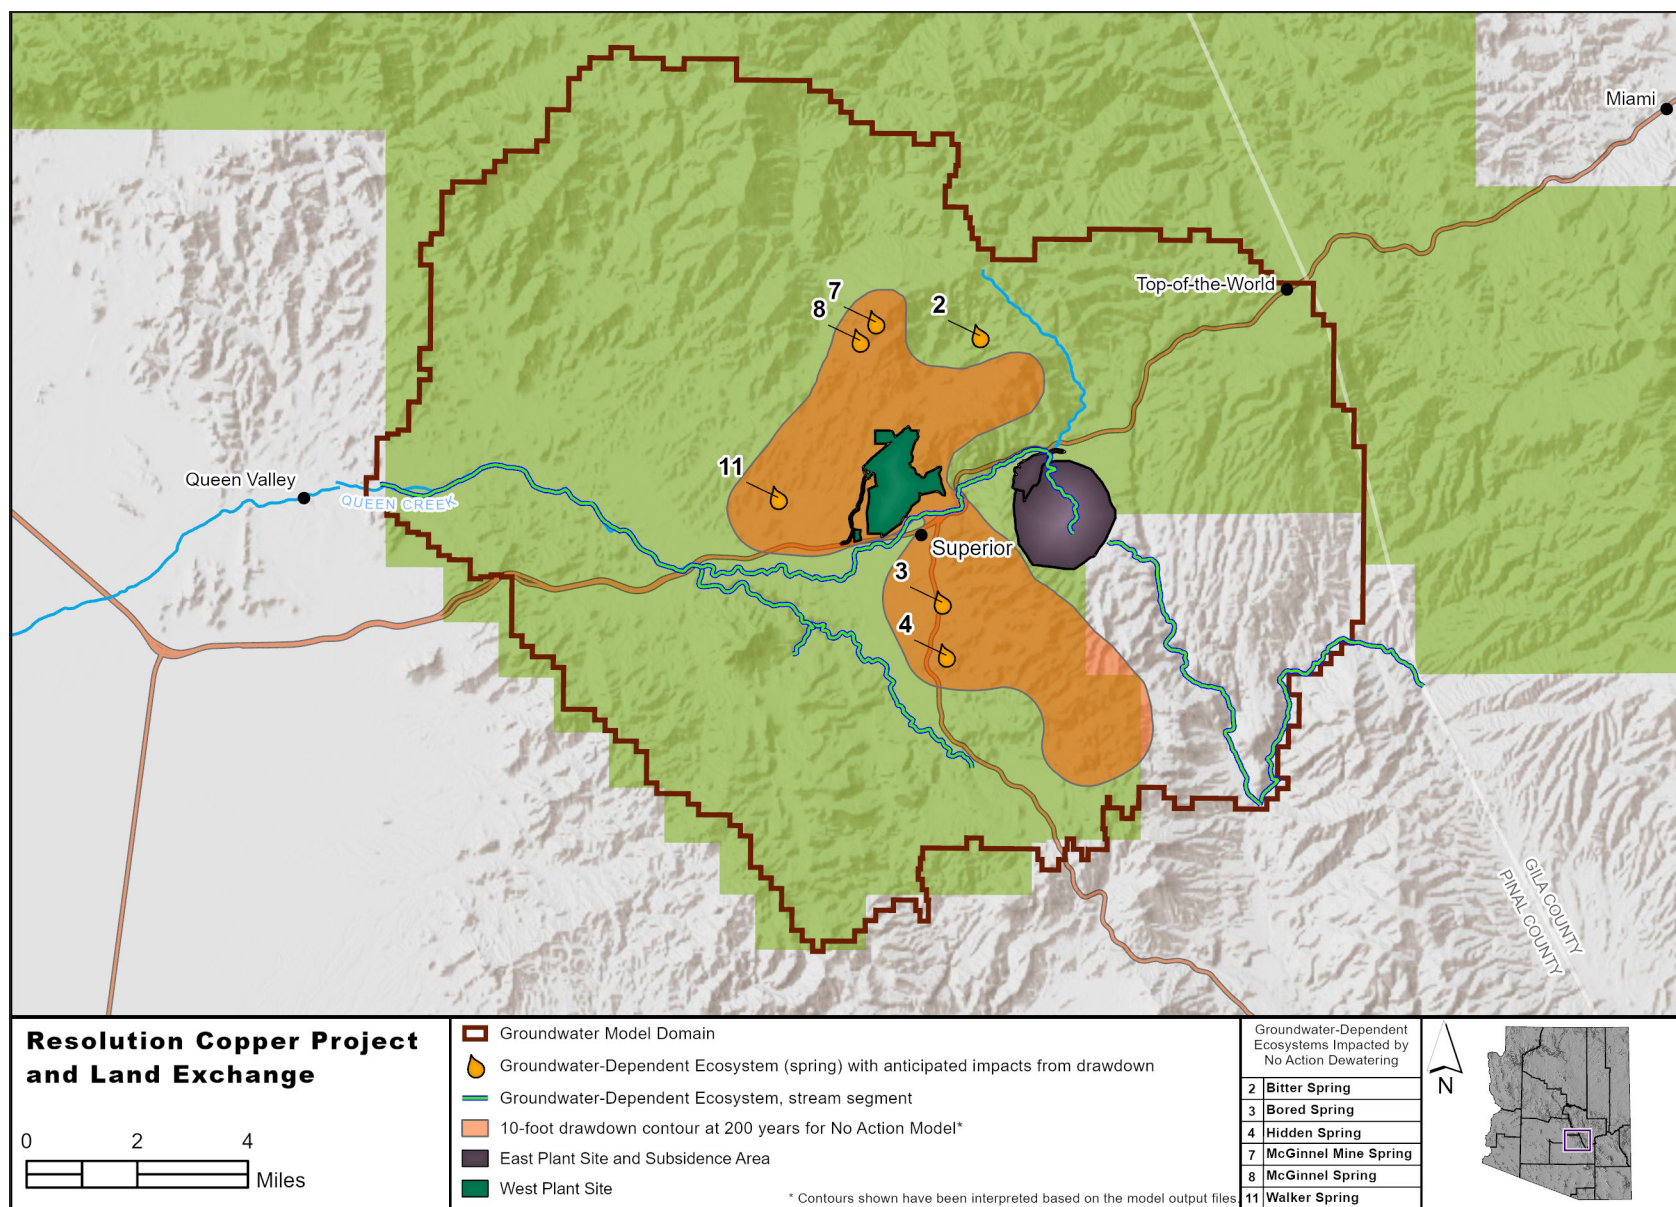 Miami
Top-of-the-World
7
8
2
11
Queen Valley
QUEEN CREEK
Superior
3
4
GILA COUNTY
PINAL COUNTY
Resolution Copper Project
and Land Exchange
0 2 4
Miles
Groundwater Model Domain
Groundwater-Dependent Ecosystem (spring) with anticipated impacts from drawdown
Groundwater-Dependent Ecosystem, stream segment
10-foot drawdown contour at 200 years for No Action Model*
East Plant Site and Subsidence Area
West Plant Site
* Contours shown have been interpreted based on the model output files.
Groundwater-Dependent
Ecosystems Impacted by
No Action Dewatering
2 Bitter Spring
3 Bored Spring
4 Hidden Spring
7 McGinnel Mine Spring
8 McGinnel Spring
11 Walker Spring
N